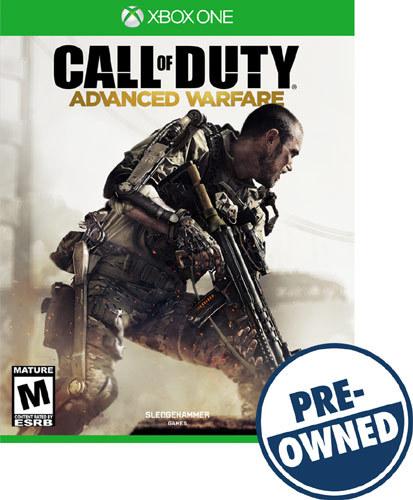 XBOX ONE
CALL OF DUTY®
ADVANCED WARFARE
MATURE
M
CONTENT RATED BY
ESRB
SLEDGEHAMMER
GAMES
PRE-
OWNED